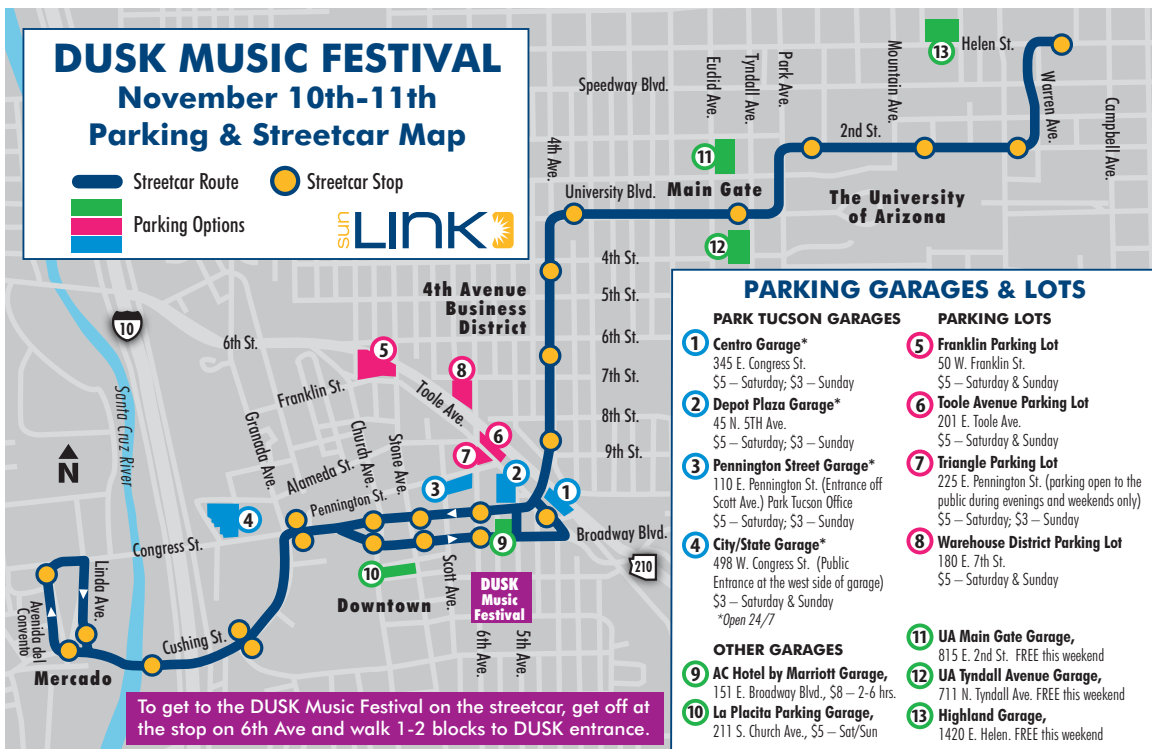 DUSK MUSIC FESTIVAL
November 10th-11th
Parking & Streetcar Map
Streetcar Route
Streetcar Stop
Parking Options
sun LINK
13
Helen St.
Speedway Blvd.
Euclid Ave.
Tyndall Ave.
Park Ave.
Mountain Ave.
Warren Ave.
Campbell Ave.
4th Ave.
2nd St.
11
University Blvd.
Main Gate
The University
of Arizona
12
4th St.
4th Avenue
Business
District
5th St.
10
6th St.
6th St.
5
7th St.
8
Franklin St.
Toole Ave.
8th St.
6
9th St.
7
Santa Cruz River
N
Granada Ave.
Church Ave.
Stone Ave.
Alameda St.
Pennington St.
3
2
1
4
Congress St.
Broadway Blvd.
9
210
10
Scott Ave.
Downtown
DUSK
Music
Festival
6th Ave.
5th Ave.
Linda Ave.
Avenida del
Convento
Cushing St.
Mercado
To get to the DUSK Music Festival on the streetcar, get off at
the stop on 6th Ave and walk 1-2 blocks to DUSK entrance.
PARKING GARAGES & LOTS
PARK TUCSON GARAGES
1 Centro Garage*
345 E. Congress St.
$5 – Saturday; $3 – Sunday
2 Depot Plaza Garage*
45 N. 5TH Ave.
$5 – Saturday; $3 – Sunday
3 Pennington Street Garage*
110 E. Pennington St. (Entrance off
Scott Ave.) Park Tucson Office
$5 – Saturday; $3 – Sunday
4 City/State Garage*
498 W. Congress St. (Public
Entrance at the west side of garage)
$3 – Saturday & Sunday
*Open 24/7
OTHER GARAGES
9 AC Hotel by Marriott Garage,
151 E. Broadway Blvd., $8 – 2-6 hrs.
10 La Placita Parking Garage,
211 S. Church Ave., $5 – Sat/Sun
PARKING LOTS
5 Franklin Parking Lot
50 W. Franklin St.
$5 – Saturday & Sunday
6 Toole Avenue Parking Lot
201 E. Toole Ave.
$5 – Saturday & Sunday
7 Triangle Parking Lot
225 E. Pennington St. (parking open to the
public during evenings and weekends only)
$5 – Saturday; $3 – Sunday
8 Warehouse District Parking Lot
180 E. 7th St.
$5 – Saturday & Sunday
11 UA Main Gate Garage,
815 E. 2nd St. FREE this weekend
12 UA Tyndall Avenue Garage,
711 N. Tyndall Ave. FREE this weekend
13 Highland Garage,
1420 E. Helen. FREE this weekend